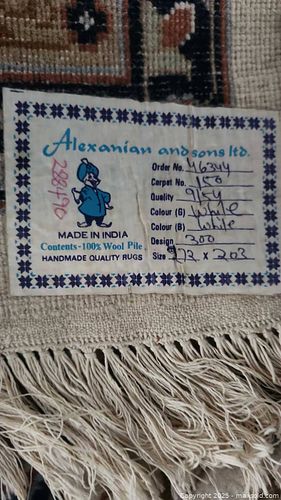 Alexanian and sons ltd.
288190
Order No. 46344
Carpet No. 150
Quality 9/54
Colour (G) White
Colour (B) White
Design 300
Size 272 x 203
MADE IN INDIA
Contents-100% Wool Pile
HANDMADE QUALITY RUGS
Copyright 2025 - maxsold.com